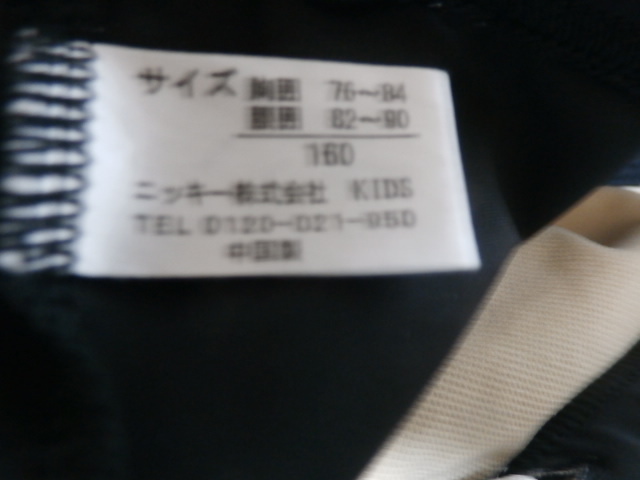 サイズ 胸囲 76～84
腰囲 82～90
160
ニッキー株式会社 KIDS
TEL 0120-021-950
中国製